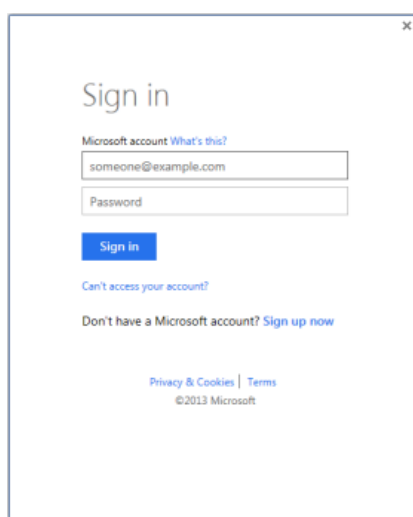 Sign in
Microsoft account What's this?
someone@example.com
Password
Sign in
Can't access your account?
Don't have a Microsoft account? Sign up now
Privacy & Cookies | Terms
©2013 Microsoft